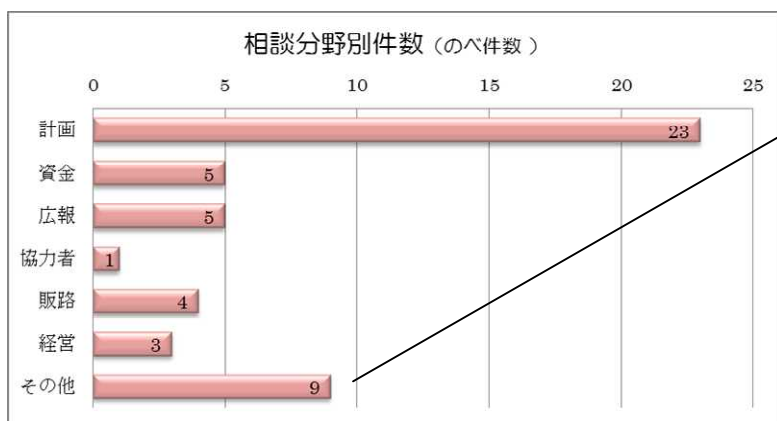 相談分野別件数（のべ件数 ）
0 5 10 15 20 25
計画 23
資金 5
広報 5
協力者 1
販路 4
経営 3
その他 9